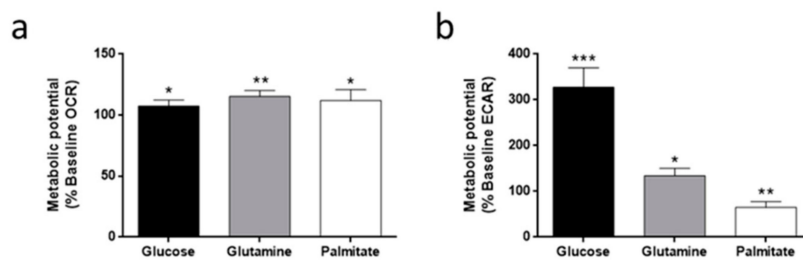 a
Metabolic potential
(% Baseline OCR)
150
100
50
0
*
**
*
Glucose
Glutamine
Palmitate
b
Metabolic potential
(% Baseline ECAR)
400
300
200
100
0
***
*
**
Glucose
Glutamine
Palmitate